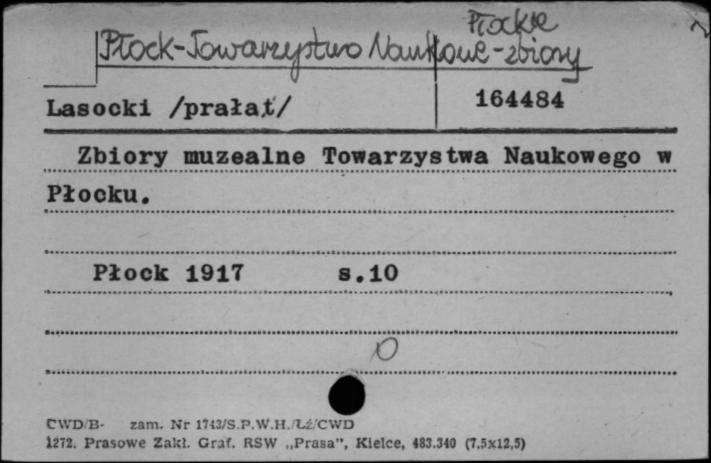 Płockie
Płock-Towarzystwo Naukowe-zbiory
Lasocki /prałat/ 164484
Zbiory muzealne Towarzystwa Naukowego w
Płocku.
Płock 1917 s.10
0
CWD/B- zam. Nr 1743/S.P.W.H./Łź/CWD
1272. Prasowe Zakł. Graf. RSW „Prasa”, Kielce, 483.340 (7,5x12,5)